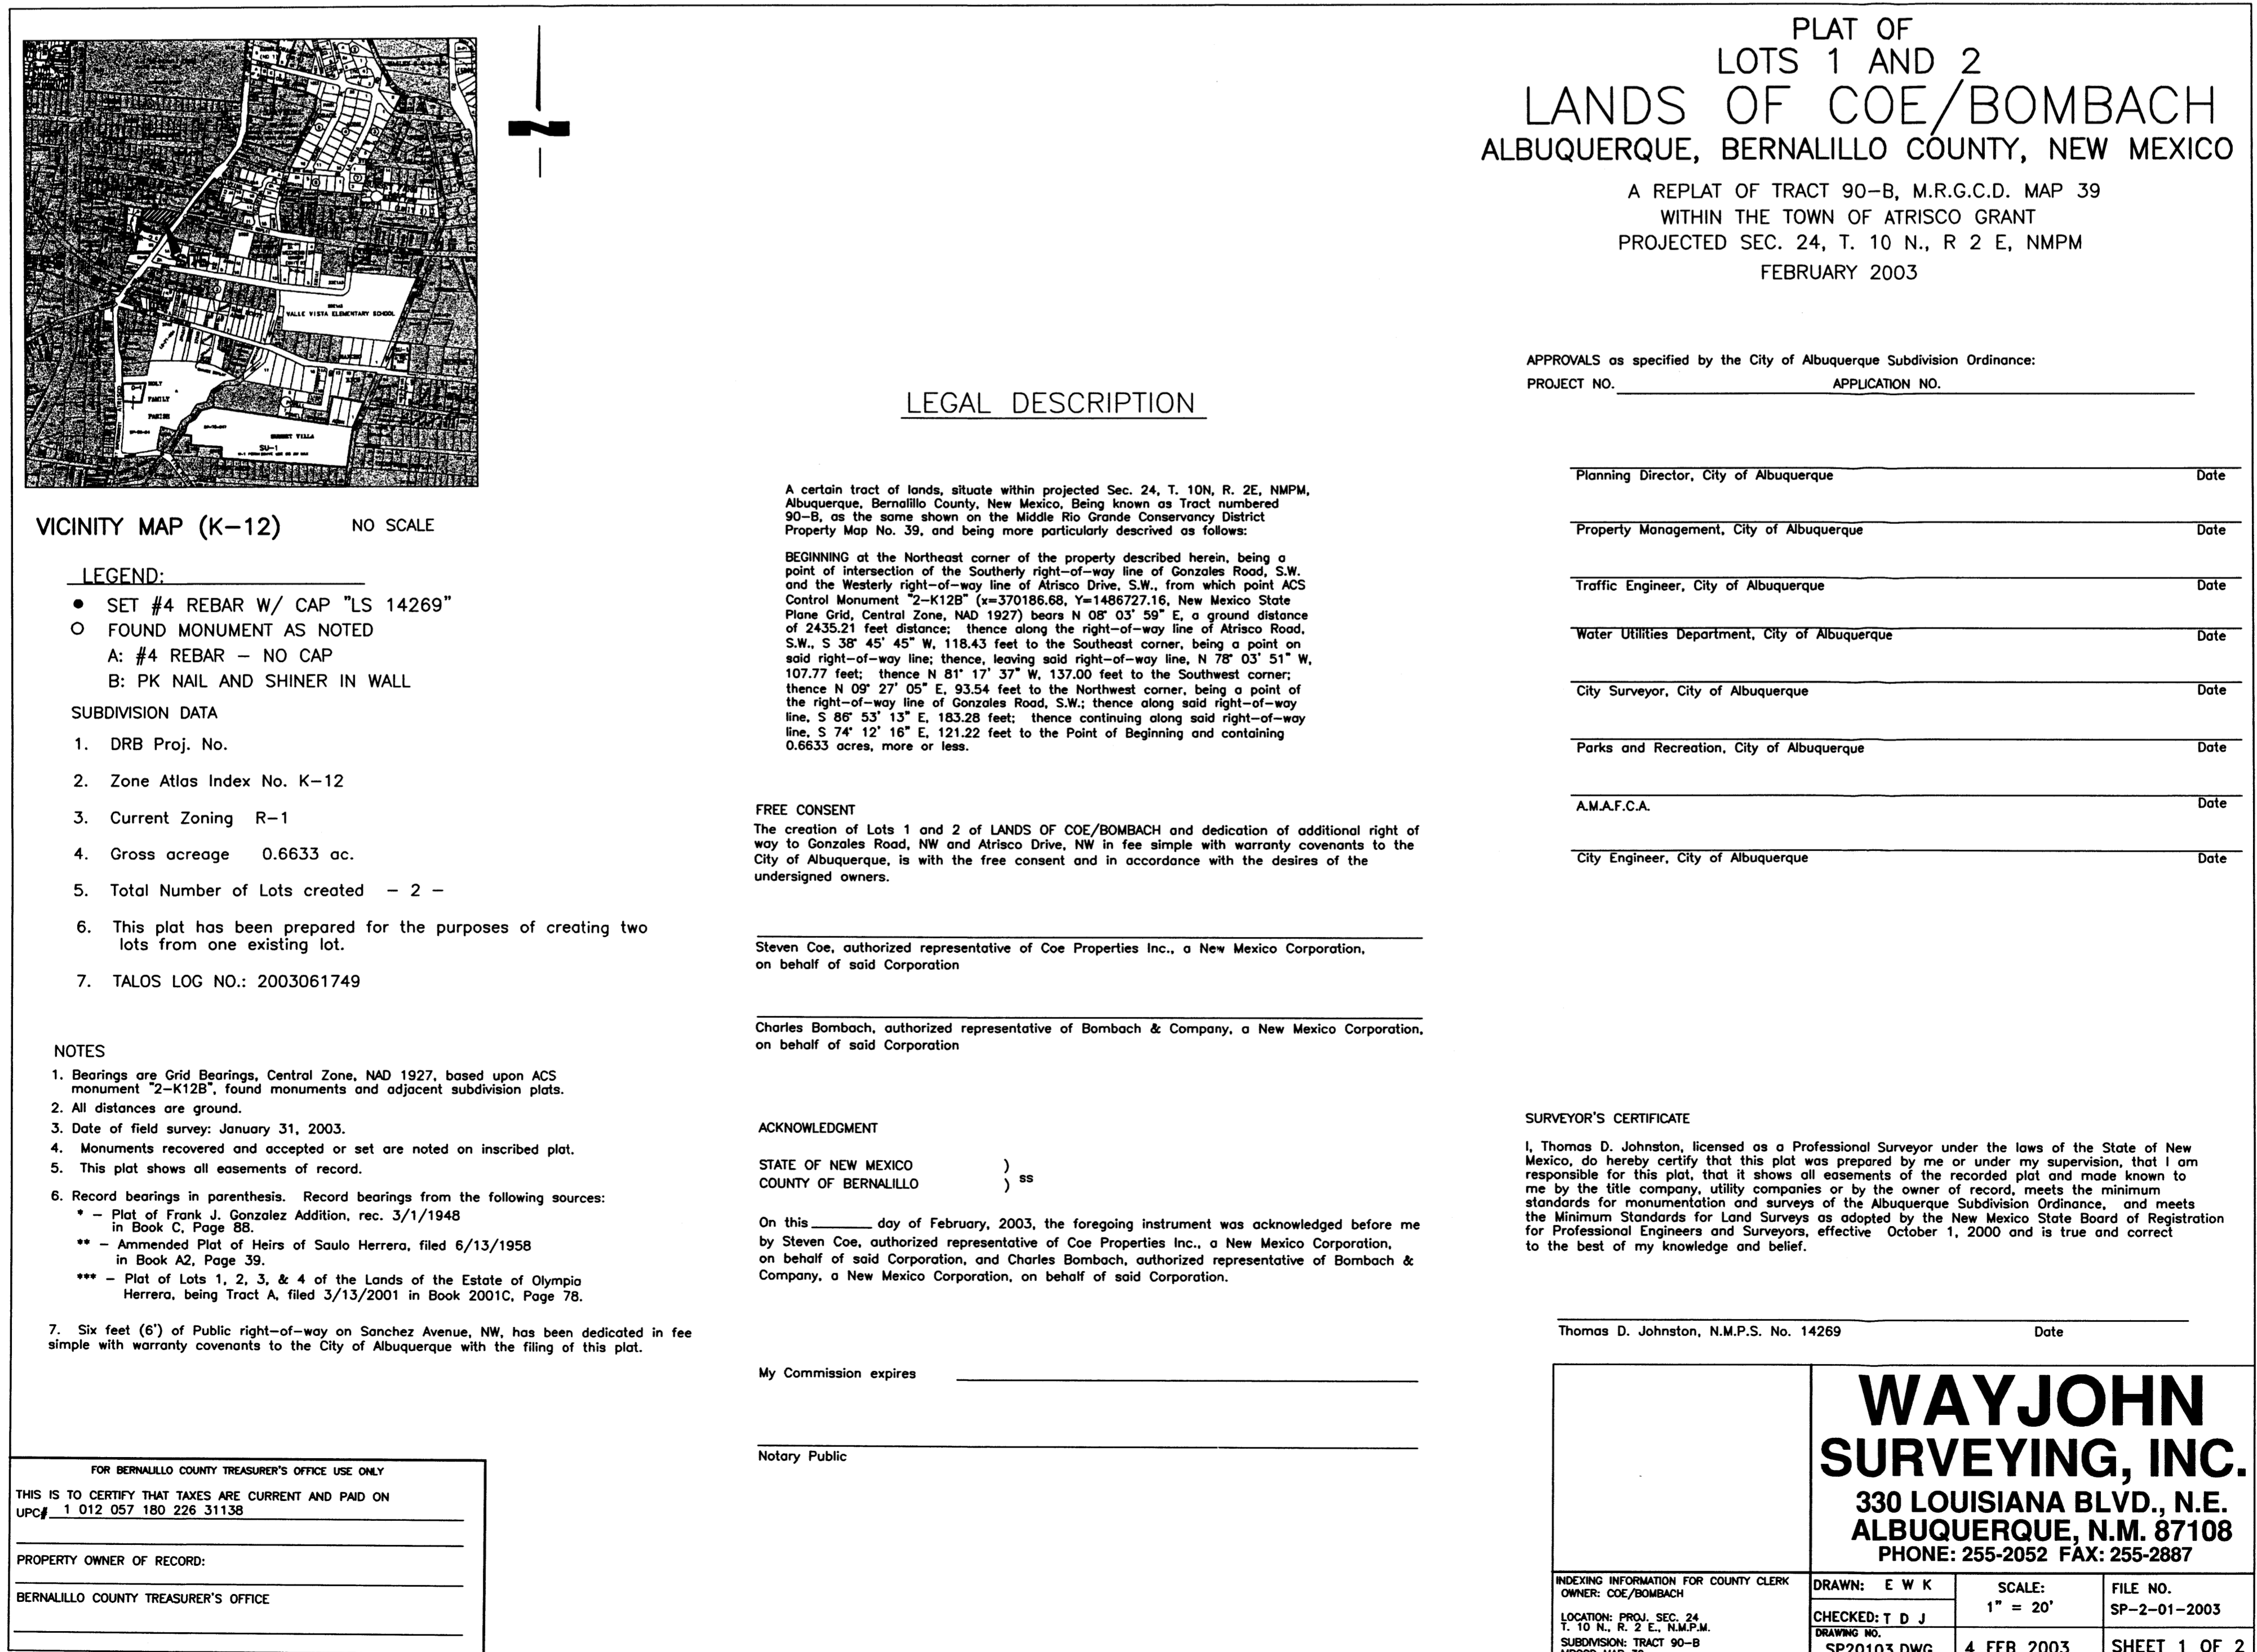 PLAT OF
LOTS 1 AND 2
LANDS OF COE/BOMBACH
ALBUQUERQUE, BERNALILLO COUNTY, NEW MEXICO
A REPLAT OF TRACT 90-B, M.R.G.C.D. MAP 39
WITHIN THE TOWN OF ATRISCO GRANT
PROJECTED SEC. 24, T. 10 N., R 2 E, NMPM
FEBRUARY 2003
VALLE VISTA ELEMENTARY SCHOOL
HOLY
FAMILY
PARISH
SUNSET VILLA
SU-1
N
VICINITY MAP (K-12) NO SCALE
LEGEND:
● SET #4 REBAR W/ CAP "LS 14269"
○ FOUND MONUMENT AS NOTED
A: #4 REBAR - NO CAP
B: PK NAIL AND SHINER IN WALL
SUBDIVISION DATA
1. DRB Proj. No.
2. Zone Atlas Index No. K-12
3. Current Zoning R-1
4. Gross acreage 0.6633 ac.
5. Total Number of Lots created - 2 -
6. This plat has been prepared for the purposes of creating two
lots from one existing lot.
7. TALOS LOG NO.: 2003061749
NOTES
1. Bearings are Grid Bearings, Central Zone, NAD 1927, based upon ACS
monument "2-K12B", found monuments and adjacent subdivision plats.
2. All distances are ground.
3. Date of field survey: January 31, 2003.
4. Monuments recovered and accepted or set are noted on inscribed plat.
5. This plat shows all easements of record.
6. Record bearings in parenthesis. Record bearings from the following sources:
* - Plat of Frank J. Gonzalez Addition, rec. 3/1/1948
in Book C, Page 88.
** - Ammended Plat of Heirs of Saulo Herrera, filed 6/13/1958
in Book A2, Page 39.
*** - Plat of Lots 1, 2, 3, & 4 of the Lands of the Estate of Olympia
Herrera, being Tract A, filed 3/13/2001 in Book 2001C, Page 78.
7. Six feet (6') of Public right-of-way on Sanchez Avenue, NW, has been dedicated in fee
simple with warranty covenants to the City of Albuquerque with the filing of this plat.
FOR BERNALILLO COUNTY TREASURER'S OFFICE USE ONLY
THIS IS TO CERTIFY THAT TAXES ARE CURRENT AND PAID ON
UPC# 1 012 057 180 226 31138
PROPERTY OWNER OF RECORD:
BERNALILLO COUNTY TREASURER'S OFFICE
LEGAL DESCRIPTION
A certain tract of lands, situate within projected Sec. 24, T. 10N, R. 2E, NMPM,
Albuquerque, Bernalillo County, New Mexico, Being known as Tract numbered
90-B, as the same shown on the Middle Rio Grande Conservancy District
Property Map No. 39, and being more particularly descrived as follows:
BEGINNING at the Northeast corner of the property described herein, being a
point of intersection of the Southerly right-of-way line of Gonzales Road, S.W.
and the Westerly right-of-way line of Atrisco Drive, S.W., from which point ACS
Control Monument "2-K12B" (x=370186.68, Y=1486727.16, New Mexico State
Plane Grid, Central Zone, NAD 1927) bears N 08° 03' 59" E, a ground distance
of 2435.21 feet distance; thence along the right-of-way line of Atrisco Road,
S.W., S 38° 45' 45" W, 118.43 feet to the Southeast corner, being a point on
said right-of-way line; thence, leaving said right-of-way line, N 78° 03' 51" W,
107.77 feet; thence N 81° 17' 37" W, 137.00 feet to the Southwest corner;
thence N 09° 27' 05" E, 93.54 feet to the Northwest corner, being a point of
the right-of-way line of Gonzales Road, S.W.; thence along said right-of-way
line, S 86° 53' 13" E, 183.28 feet; thence continuing along said right-of-way
line, S 74° 12' 16" E, 121.22 feet to the Point of Beginning and containing
0.6633 acres, more or less.
FREE CONSENT
The creation of Lots 1 and 2 of LANDS OF COE/BOMBACH and dedication of additional right of
way to Gonzales Road, NW and Atrisco Drive, NW in fee simple with warranty covenants to the
City of Albuquerque, is with the free consent and in accordance with the desires of the
undersigned owners.
Steven Coe, authorized representative of Coe Properties Inc., a New Mexico Corporation,
on behalf of said Corporation
Charles Bombach, authorized representative of Bombach & Company, a New Mexico Corporation,
on behalf of said Corporation
ACKNOWLEDGMENT
STATE OF NEW MEXICO )
COUNTY OF BERNALILLO ) ss
On this ________ day of February, 2003, the foregoing instrument was acknowledged before me
by Steven Coe, authorized representative of Coe Properties Inc., a New Mexico Corporation,
on behalf of said Corporation, and Charles Bombach, authorized representative of Bombach &
Company, a New Mexico Corporation, on behalf of said Corporation.
My Commission expires
Notary Public
APPROVALS as specified by the City of Albuquerque Subdivision Ordinance:
PROJECT NO. APPLICATION NO.
Planning Director, City of Albuquerque Date
Property Management, City of Albuquerque Date
Traffic Engineer, City of Albuquerque Date
Water Utilities Department, City of Albuquerque Date
City Surveyor, City of Albuquerque Date
Parks and Recreation, City of Albuquerque Date
A.M.A.F.C.A. Date
City Engineer, City of Albuquerque Date
SURVEYOR'S CERTIFICATE
I, Thomas D. Johnston, licensed as a Professional Surveyor under the laws of the State of New
Mexico, do hereby certify that this plat was prepared by me or under my supervision, that I am
responsible for this plat, that it shows all easements of the recorded plat and made known to
me by the title company, utility companies or by the owner of record, meets the minimum
standards for monumentation and surveys of the Albuquerque Subdivision Ordinance, and meets
the Minimum Standards for Land Surveys as adopted by the New Mexico State Board of Registration
for Professional Engineers and Surveyors, effective October 1, 2000 and is true and correct
to the best of my knowledge and belief.
Thomas D. Johnston, N.M.P.S. No. 14269 Date
WAYJOHN
SURVEYING, INC.
330 LOUISIANA BLVD., N.E.
ALBUQUERQUE, N.M. 87108
PHONE: 255-2052 FAX: 255-2887
INDEXING INFORMATION FOR COUNTY CLERK
OWNER: COE/BOMBACH
LOCATION: PROJ. SEC. 24
T. 10 N., R. 2 E., N.M.P.M.
SUBDIVISION: TRACT 90-B
DRAWN: E W K
CHECKED: T D J
DRAWING NO.
SP20103.DWG
SCALE:
1" = 20'
4 FEB 2003
FILE NO.
SP-2-01-2003
SHEET 1 OF 2